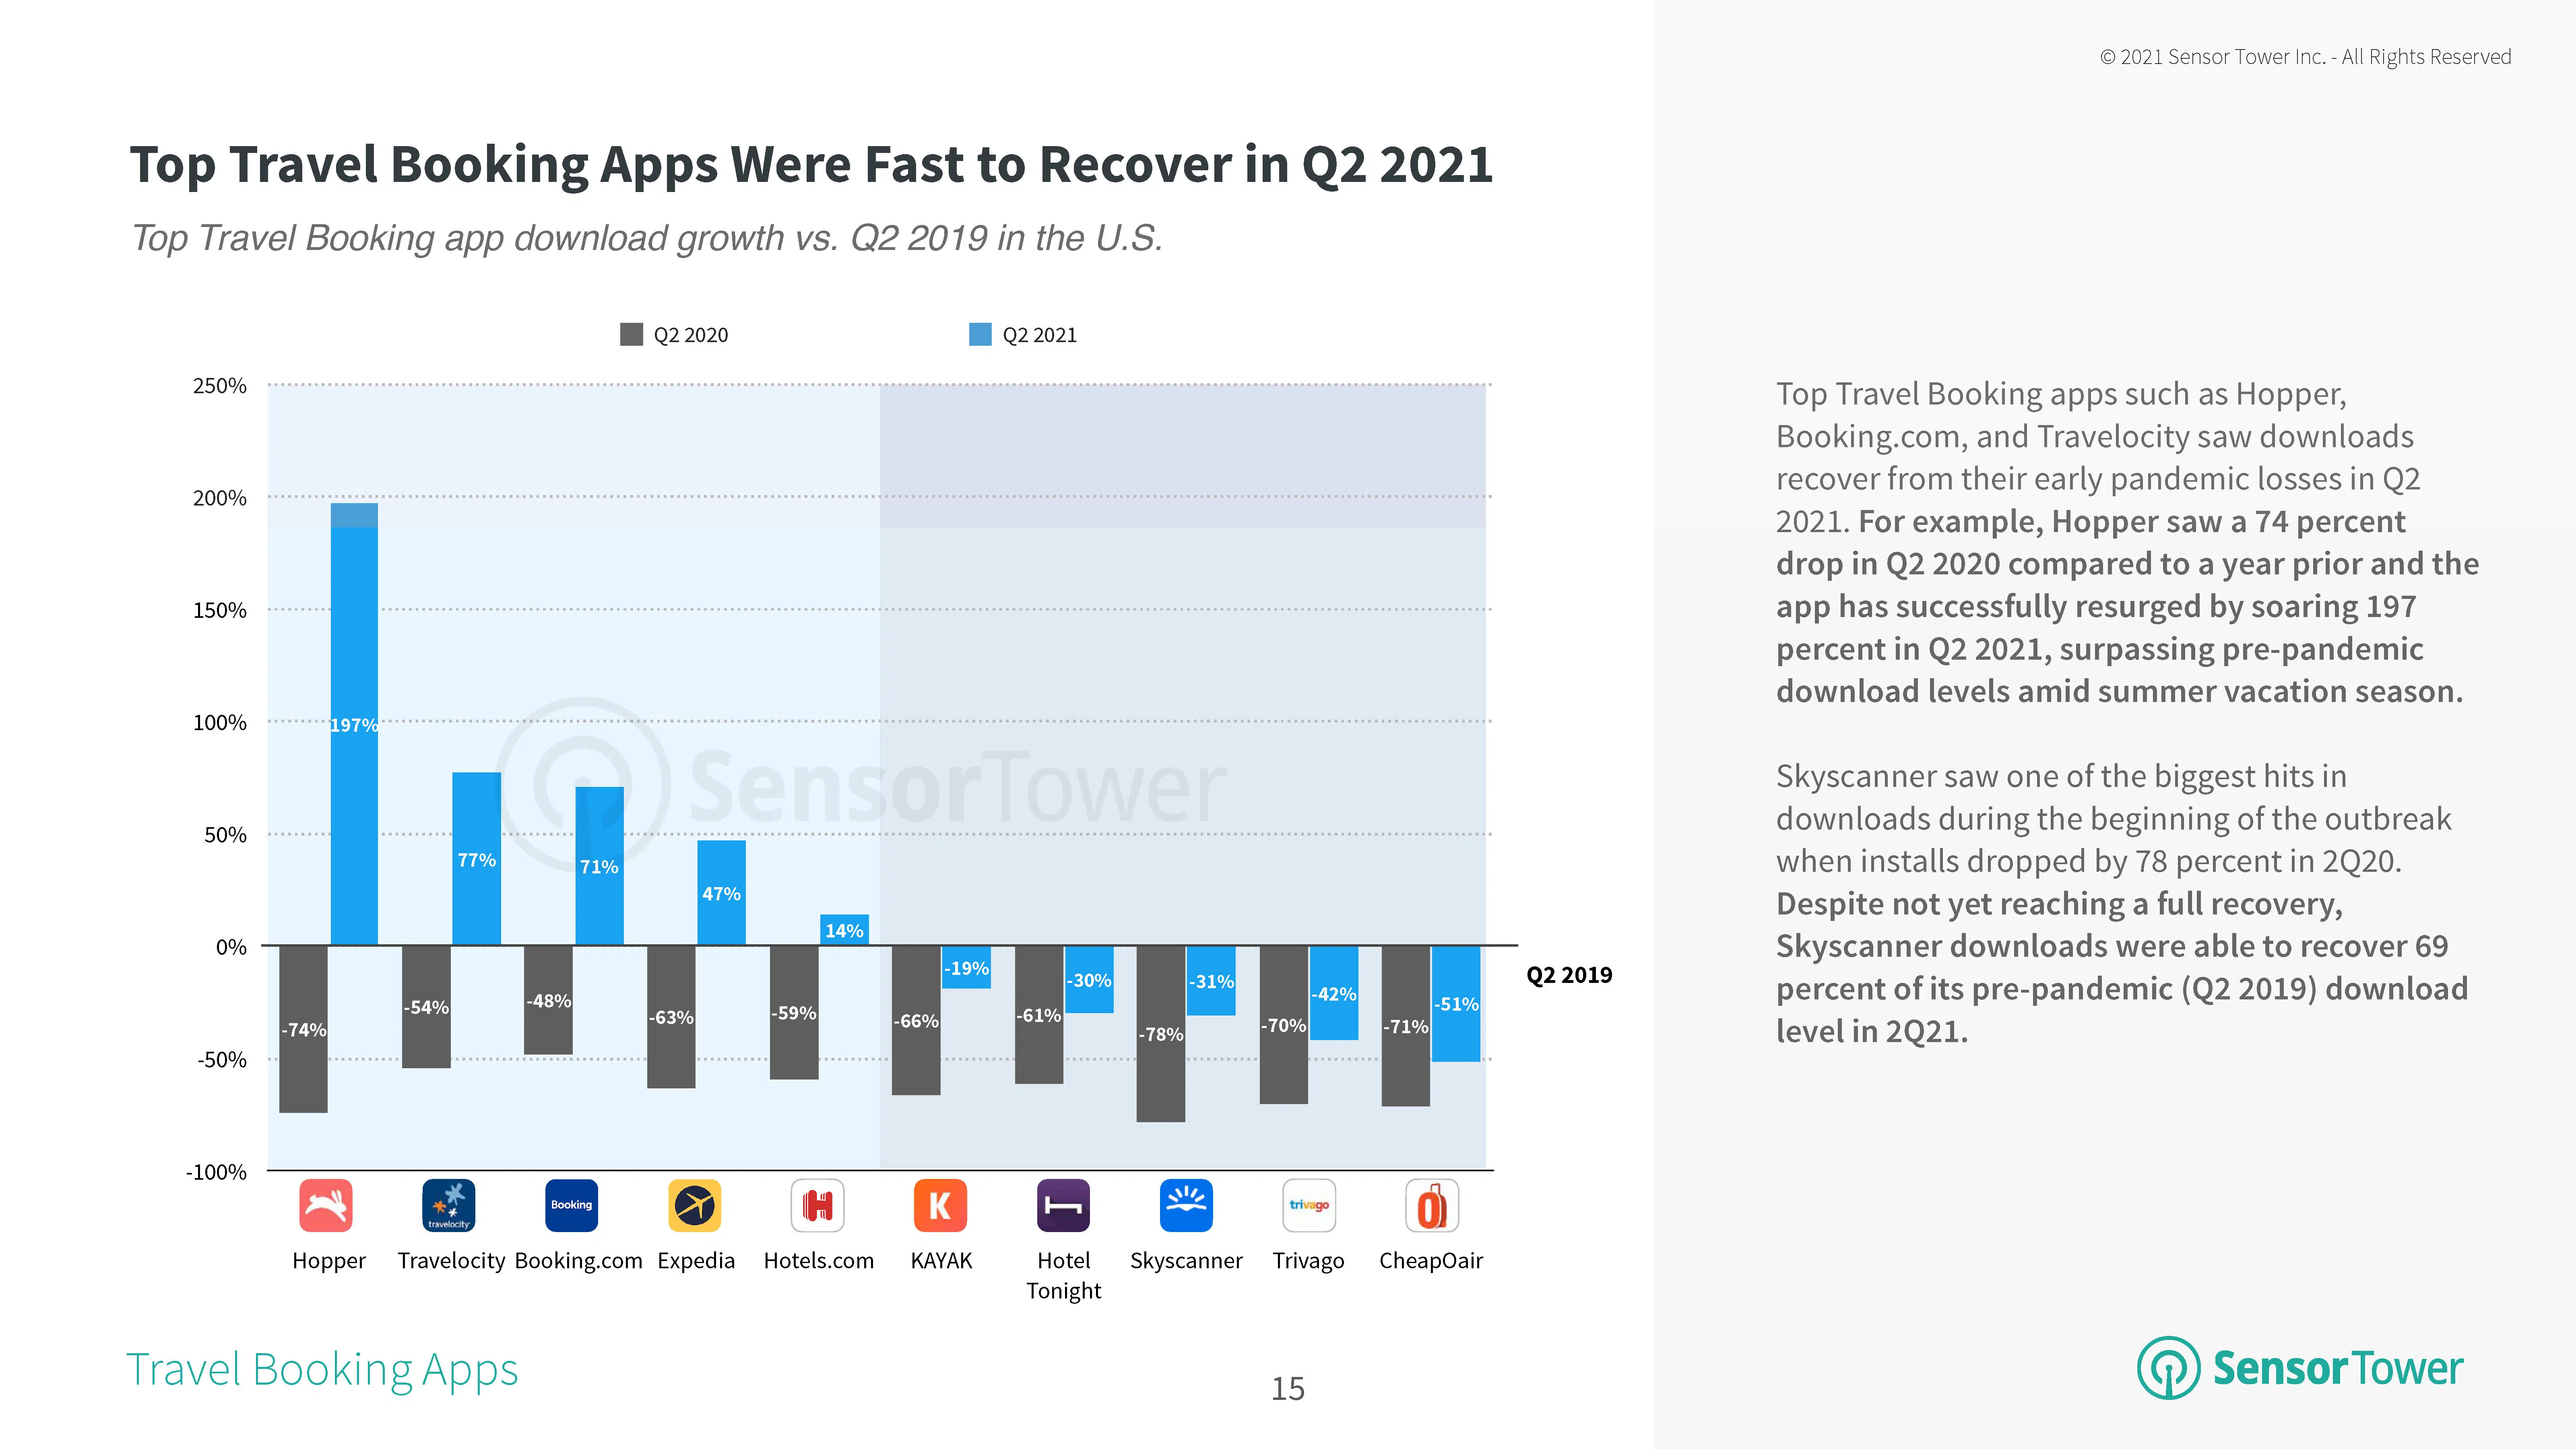 © 2021 Sensor Tower Inc. - All Rights Reserved
Top Travel Booking Apps Were Fast to Recover in Q2 2021
Top Travel Booking app download growth vs. Q2 2019 in the U.S.
Q2 2020
Q2 2021
250%
200%
150%
100%
50%
0%
-50%
-100%
197%
77%
71%
47%
14%
-19%
-30%
-31%
-42%
-51%
-74%
-54%
-48%
-63%
-59%
-66%
-61%
-78%
-70%
-71%
SensorTower
Q2 2019
travelocity
Booking
K
trivago
Hopper
Travelocity
Booking.com
Expedia
Hotels.com
KAYAK
Hotel
Tonight
Skyscanner
Trivago
CheapOair
Top Travel Booking apps such as Hopper,
Booking.com, and Travelocity saw downloads
recover from their early pandemic losses in Q2
2021. For example, Hopper saw a 74 percent
drop in Q2 2020 compared to a year prior and the
app has successfully resurged by soaring 197
percent in Q2 2021, surpassing pre-pandemic
download levels amid summer vacation season.
Skyscanner saw one of the biggest hits in
downloads during the beginning of the outbreak
when installs dropped by 78 percent in 2Q20.
Despite not yet reaching a full recovery,
Skyscanner downloads were able to recover 69
percent of its pre-pandemic (Q2 2019) download
level in 2Q21.
Travel Booking Apps
15
SensorTower